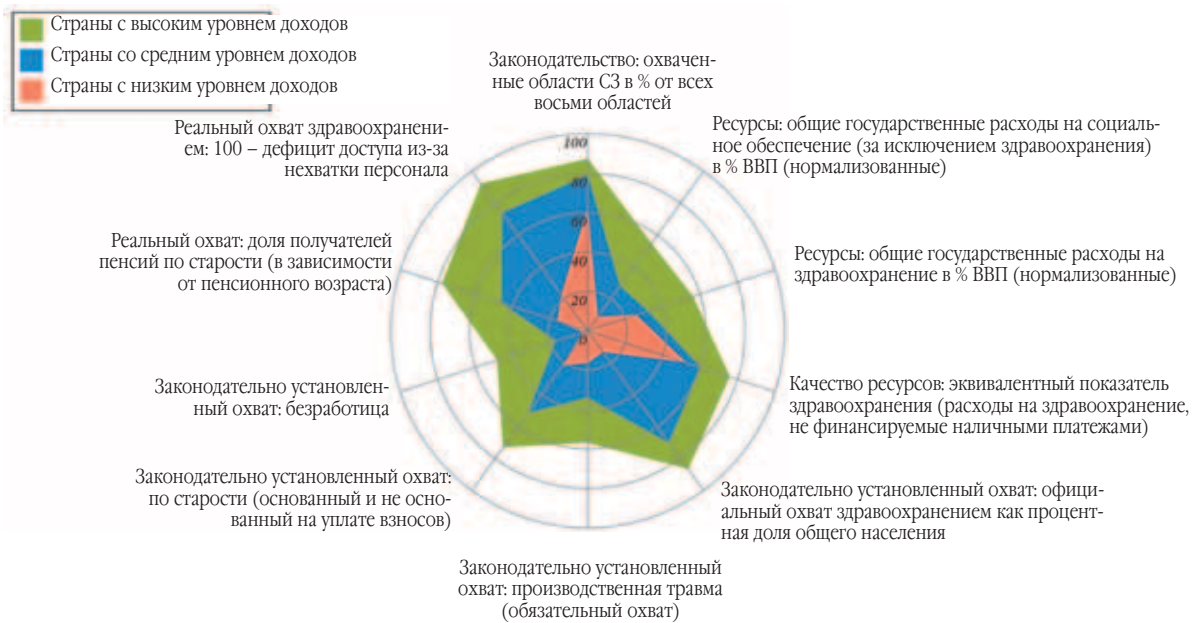 Страны с высоким уровнем доходов
Страны со средним уровнем доходов
Страны с низким уровнем доходов
Законодательство: охвачен-
ные области СЗ в % от всех
восьми областей
Ресурсы: общие государственные расходы на социаль-
ное обеспечение (за исключением здравоохранения)
в % ВВП (нормализованные)
Ресурсы: общие государственные расходы на
здравоохранение в % ВВП (нормализованные)
Качество ресурсов: эквивалентный показатель
здравоохранения (расходы на здравоохранение,
не финансируемые наличными платежами)
Законодательно установленный охват: офици-
альный охват здравоохранением как процент-
ная доля общего населения
Законодательно установленный
охват: производственная травма
(обязательный охват)
Законодательно установленный охват:
по старости (основанный и не осно-
ванный на уплате взносов)
Законодательно установлен-
ный охват: безработица
Реальный охват: доля получателей
пенсий по старости (в зависимости
от пенсионного возраста)
Реальный охват здравоохранени-
ем: 100 – дефицит доступа из-за
нехватки персонала
100
80
60
40
20
0